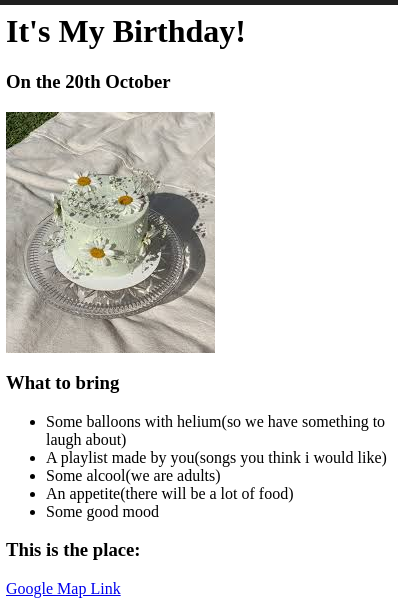 It's My Birthday!
On the 20th October
What to bring
Some balloons with helium(so we have something to
laugh about)
A playlist made by you(songs you think i would like)
Some alcool(we are adults)
An appetite(there will be a lot of food)
Some good mood
This is the place:
Google Map Link